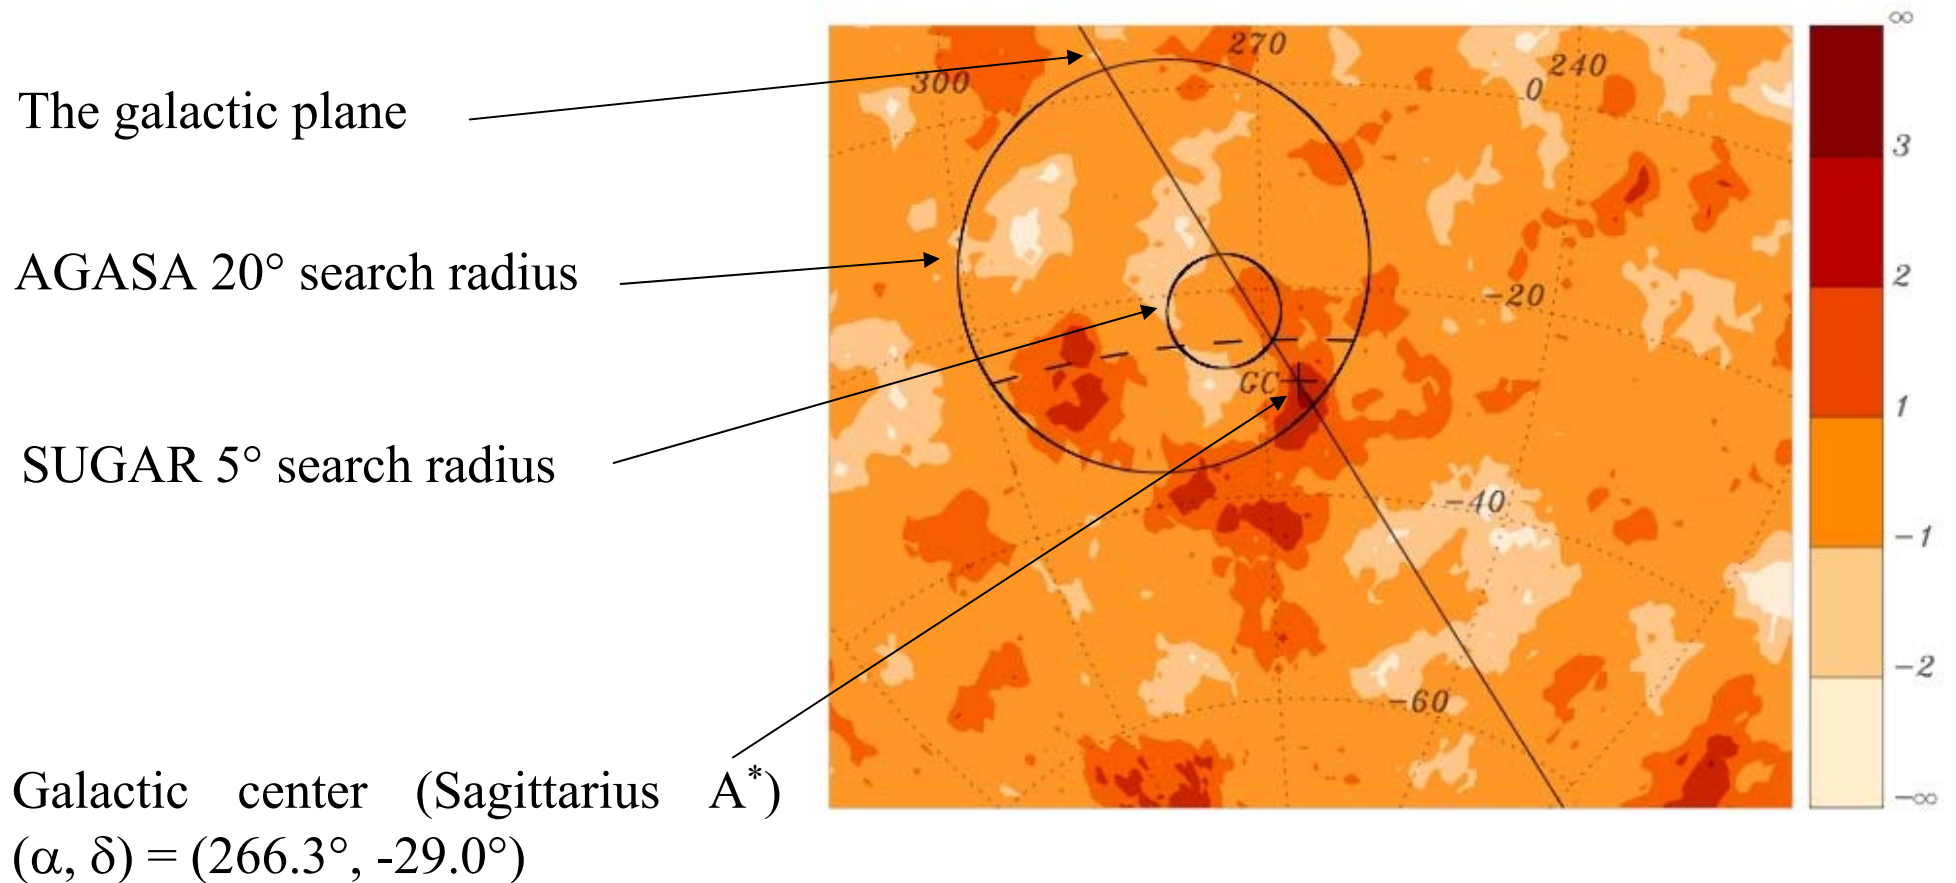 The galactic plane
AGASA 20° search radius
SUGAR 5° search radius
Galactic center (Sagittarius A*)
(α, δ) = (266.3°, -29.0°)
300
270
240
0
-20
GC
-40
-60
∞
3
2
1
-1
-2
-∞